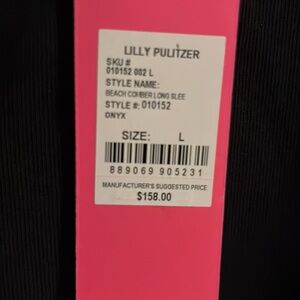 LILLY PULITZER
SKU #
010152 002 L
STYLE NAME:
BEACH COMBER LONG SLEE
STYLE #: 010152
ONYX
SIZE: L
889069 905231
MANUFACTURER'S SUGGESTED PRICE
$158.00